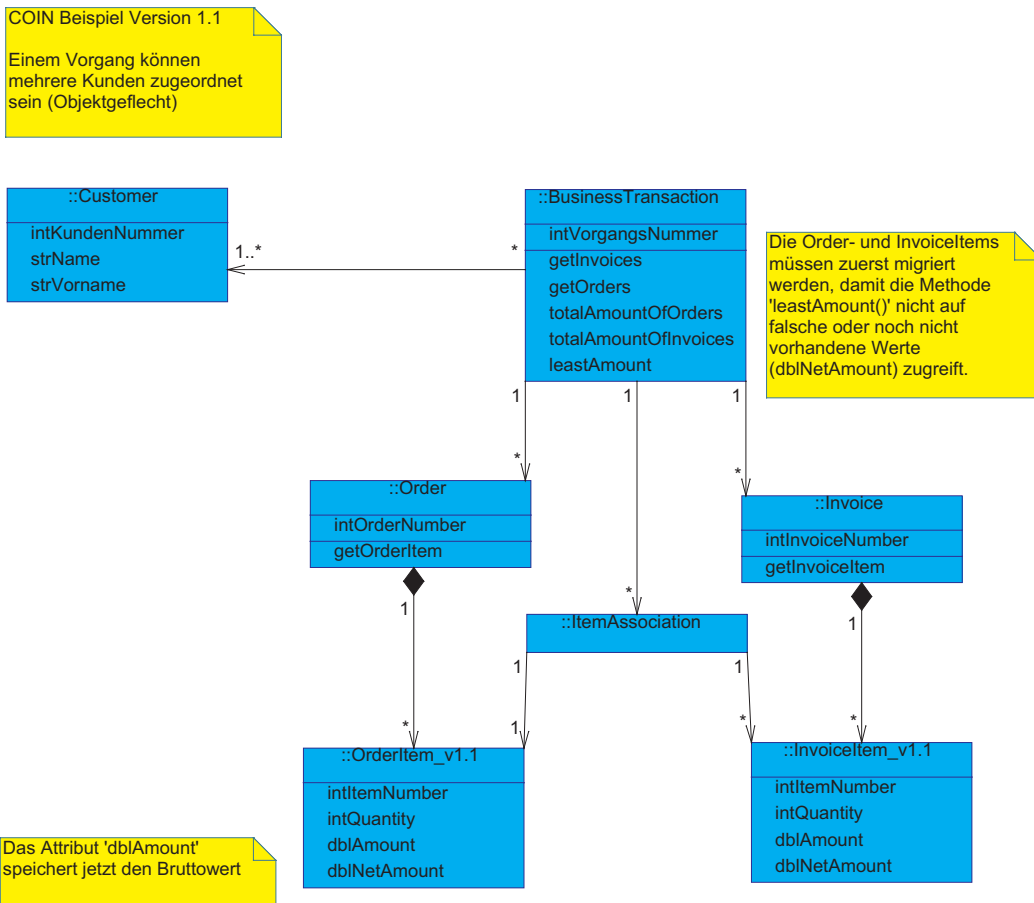 COIN Beispiel Version 1.1
Einem Vorgang können
mehrere Kunden zugeordnet
sein (Objektgeflecht)
::Customer
intKundenNummer
strName
strVorname
1..*
*
::BusinessTransaction
intVorgangsNummer
getInvoices
getOrders
totalAmountOfOrders
totalAmountOfInvoices
leastAmount
Die Order- und InvoiceItems
müssen zuerst migriert
werden, damit die Methode
'leastAmount()' nicht auf
falsche oder noch nicht
vorhandene Werte
(dblNetAmount) zugreift.
1
1
1
*
*
*
::Order
intOrderNumber
getOrderItem
::Invoice
intInvoiceNumber
getInvoiceItem
1
1
::ItemAssociation
1
1
*
1
*
*
::OrderItem_v1.1
intItemNumber
intQuantity
dblAmount
dblNetAmount
::InvoiceItem_v1.1
intItemNumber
intQuantity
dblAmount
dblNetAmount
Das Attribut 'dblAmount'
speichert jetzt den Bruttowert